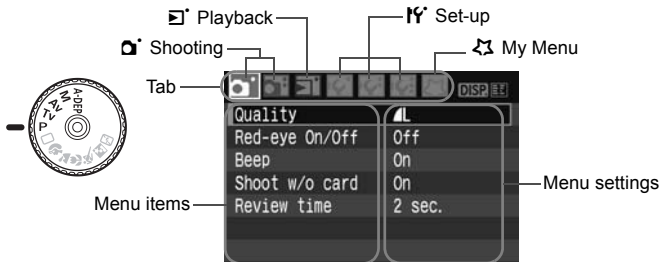 Playback
Set-up
Shooting
My Menu
Tab
DISP.
A-DEP
M
Av
Tv
P
Quality L
Red-eye On/Off Off
Beep On
Shoot w/o card On
Review time 2 sec.
Menu items
Menu settings